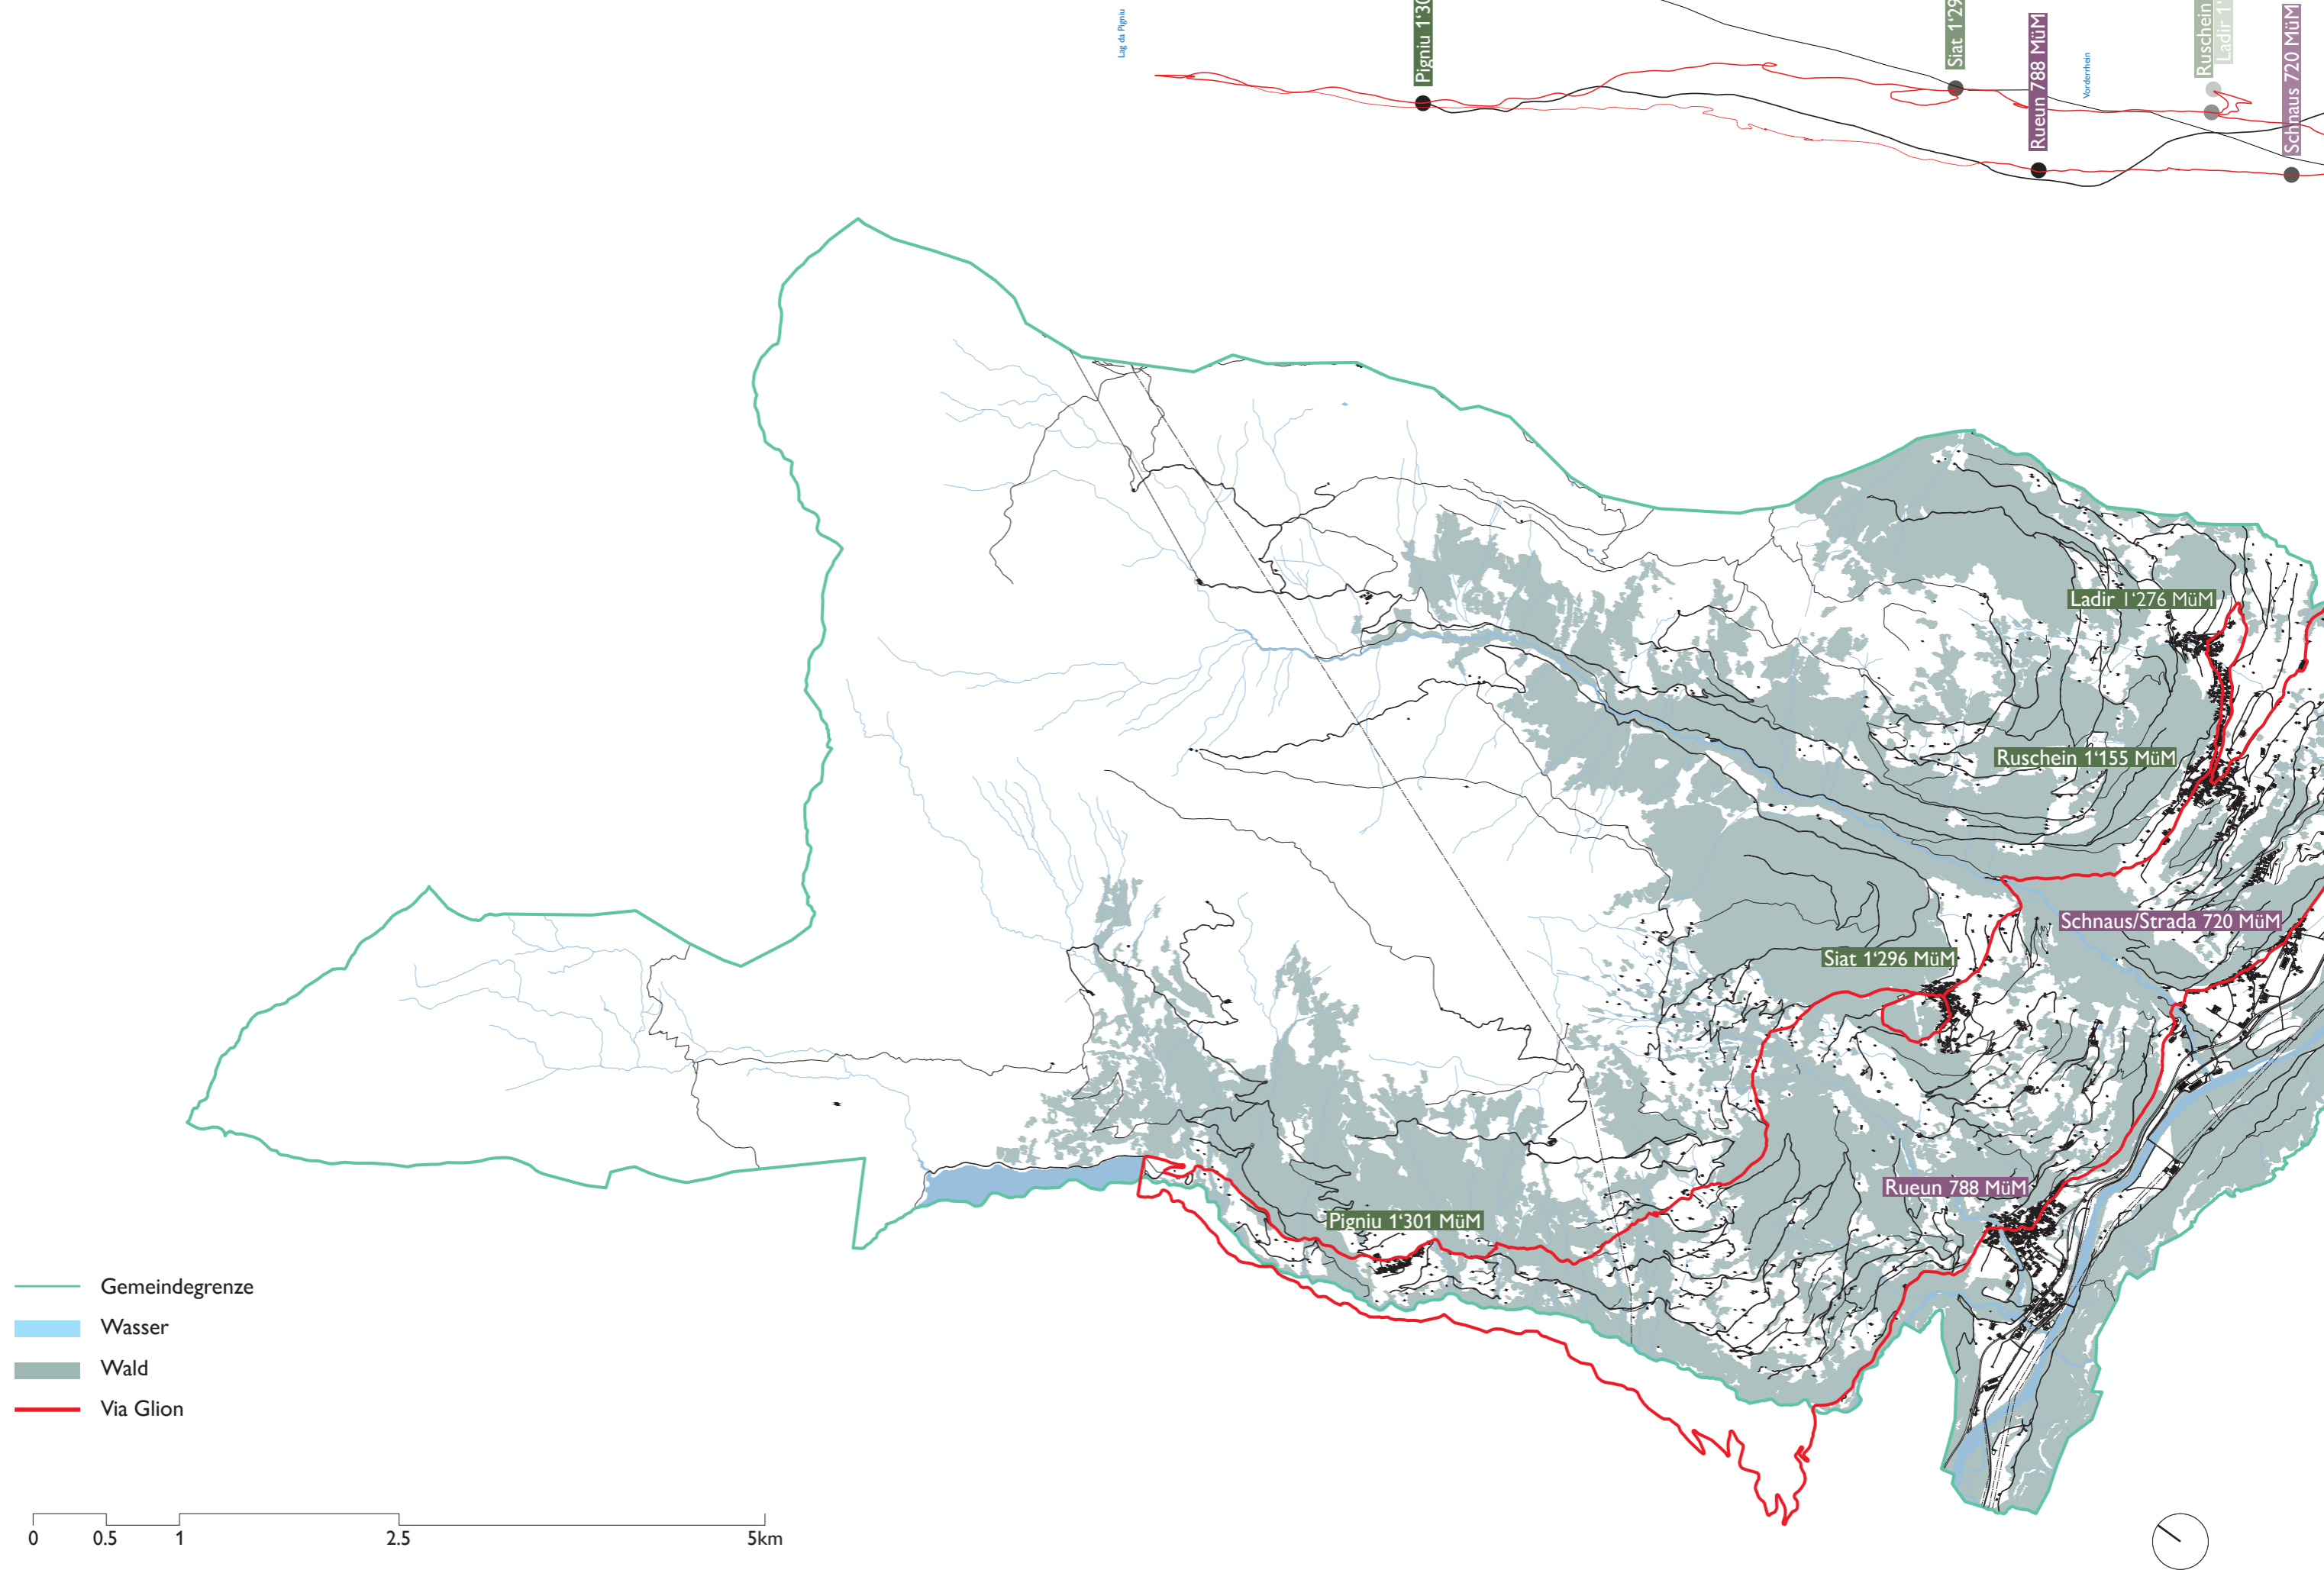 Lag da Pigniu
Pigniu 1'30
Siat 1'29
Rueun 788 MüM
Vorderrhein
Ruschein
Ladir 1'
Schnaus 720 MüM
Ladir 1'276 MüM
Ruschein 1'155 MüM
Schnaus/Strada 720 MüM
Siat 1'296 MüM
Rueun 788 MüM
Pigniu 1'301 MüM
Gemeindegrenze
Wasser
Wald
Via Glion
0 0.5 1 2.5 5km